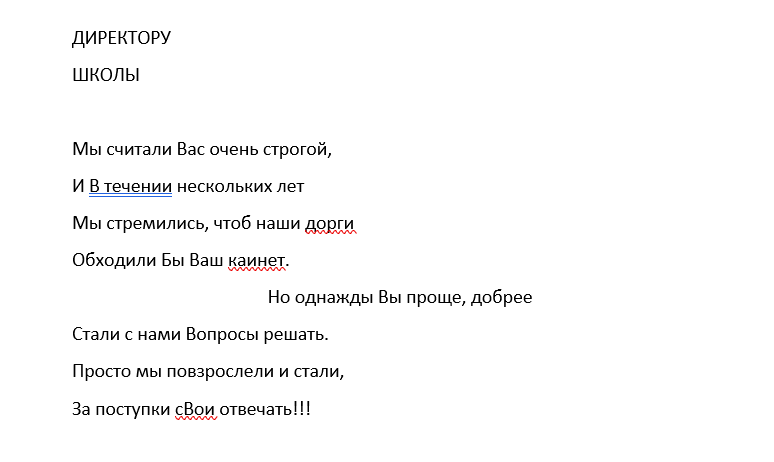 ДИРЕКТОРУ
ШКОЛЫ
Мы считали Вас очень строгой,
И В течении нескольких лет
Мы стремились, чтоб наши дорги
Обходили Бы Ваш каинет.
Но однажды Вы проще, добрее
Стали с нами Вопросы решать.
Просто мы повзрослели и стали,
За поступки сВои отвечать!!!